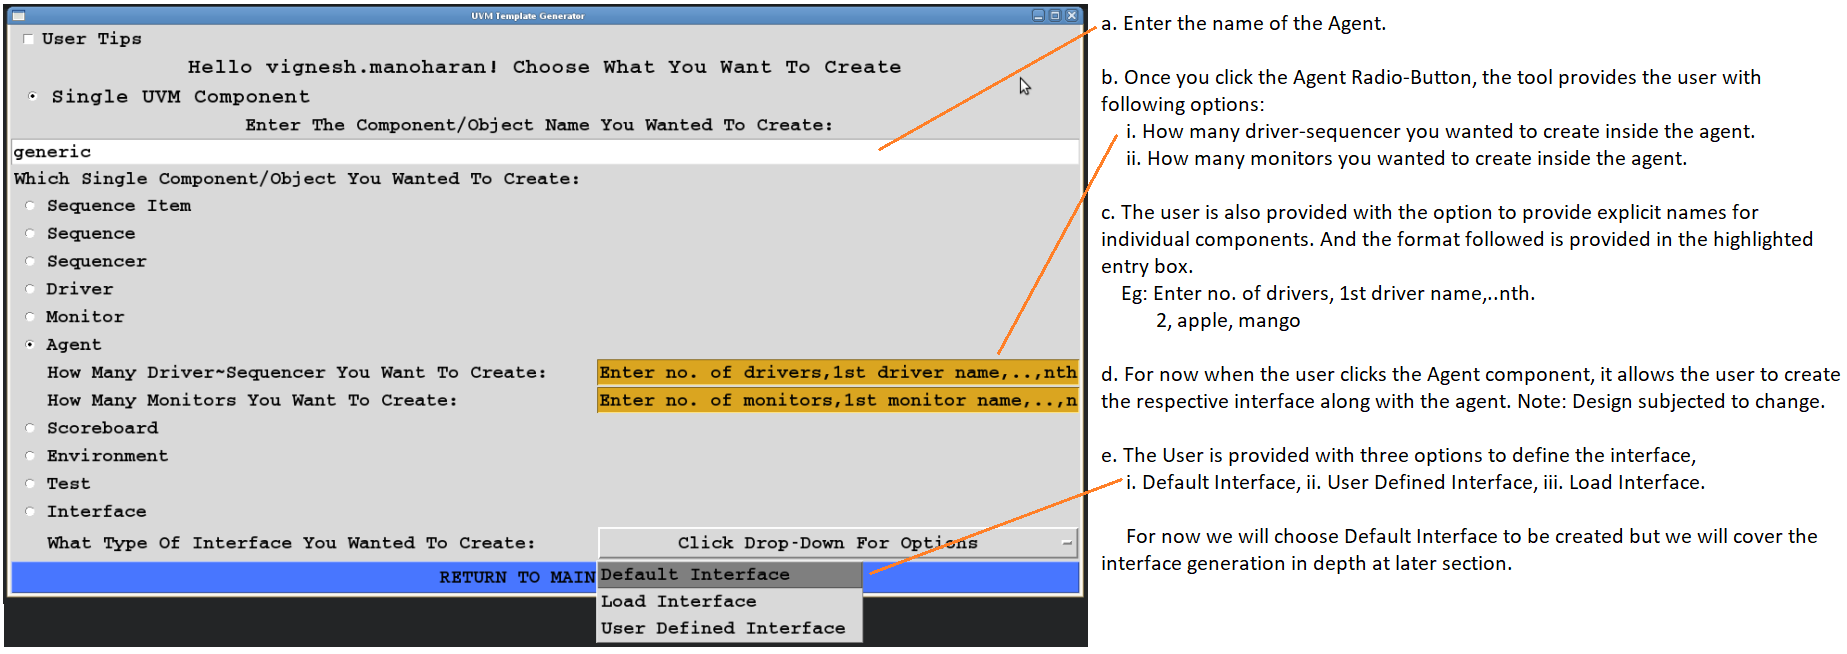 UVM Template Generator
User Tips
Hello vignesh.manoharan! Choose What You Want To Create
Single UVM Component
Enter The Component/Object Name You Wanted To Create:
generic
Which Single Component/Object You Wanted To Create:
Sequence Item
Sequence
Sequencer
Driver
Monitor
Agent
How Many Driver~Sequencer You Want To Create: Enter no. of drivers,1st driver name,..,nth
How Many Monitors You Want To Create: Enter no. of monitors,1st monitor name,..,n
Scoreboard
Environment
Test
Interface
What Type Of Interface You Wanted To Create: Click Drop-Down For Options
RETURN TO MAIN
Default Interface
Load Interface
User Defined Interface
a. Enter the name of the Agent.
b. Once you click the Agent Radio-Button, the tool provides the user with
following options:
i. How many driver-sequencer you wanted to create inside the agent.
ii. How many monitors you wanted to create inside the agent.
c. The user is also provided with the option to provide explicit names for
individual components. And the format followed is provided in the highlighted
entry box.
Eg: Enter no. of drivers, 1st driver name,..nth.
2, apple, mango
d. For now when the user clicks the Agent component, it allows the user to create
the respective interface along with the agent. Note: Design subjected to change.
e. The User is provided with three options to define the interface,
i. Default Interface, ii. User Defined Interface, iii. Load Interface.
For now we will choose Default Interface to be created but we will cover the
interface generation in depth at later section.